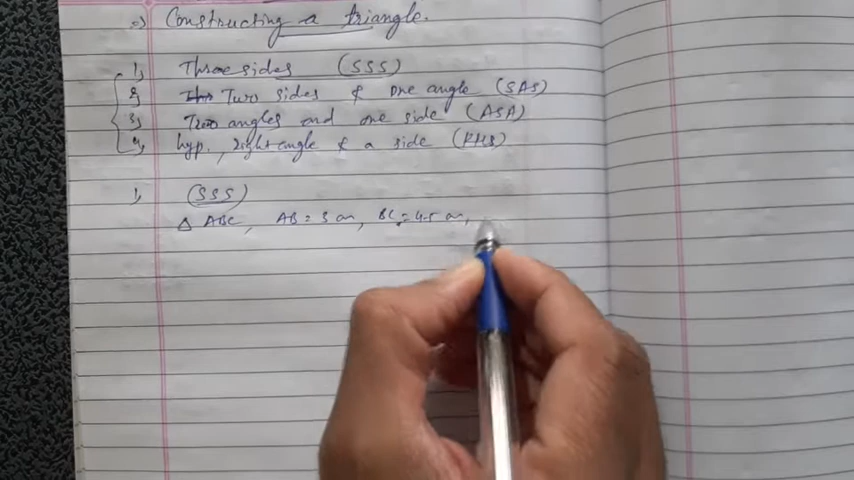 => Constructing a triangle.
1, Three sides (SSS)
2, Two sides & one angle (SAS)
3, Two angles and one side (ASA)
4, hyp., right angle & a side (RHS)
1, (SSS)
△ ABC, AB = 3 cm, BC = 4.5 cm,